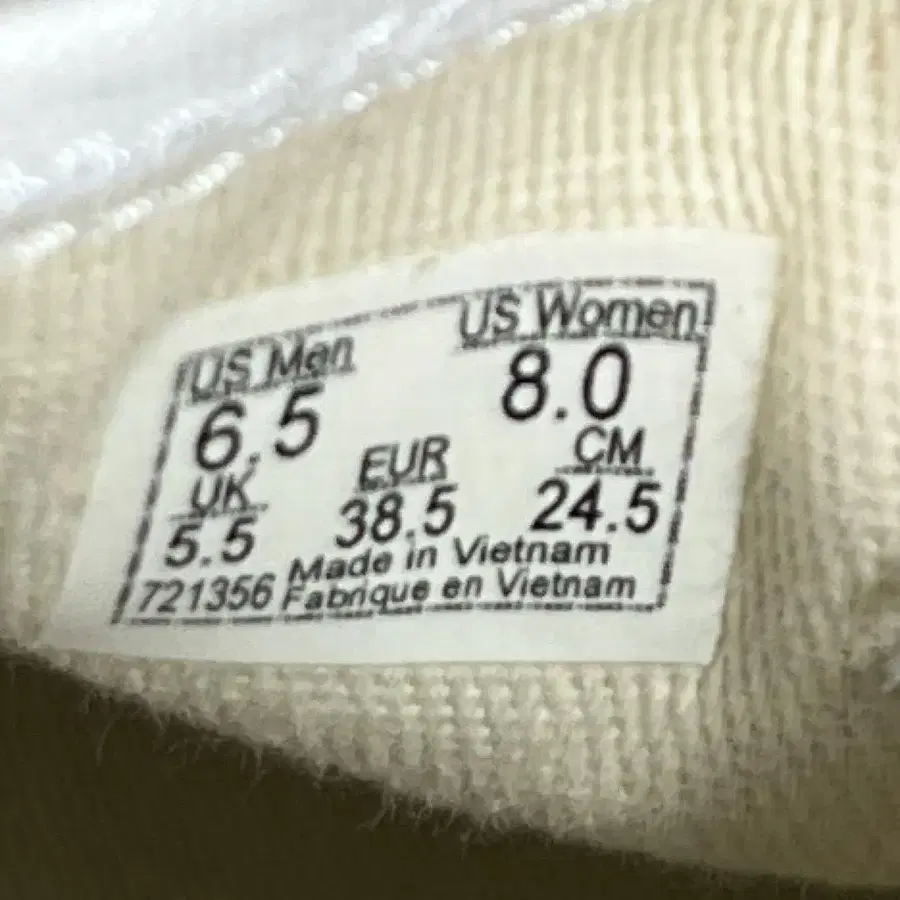 US Men US Women
6.5 8.0
UK EUR CM
5.5 38.5 24.5
Made in Vietnam
721356 Fabrique en Vietnam